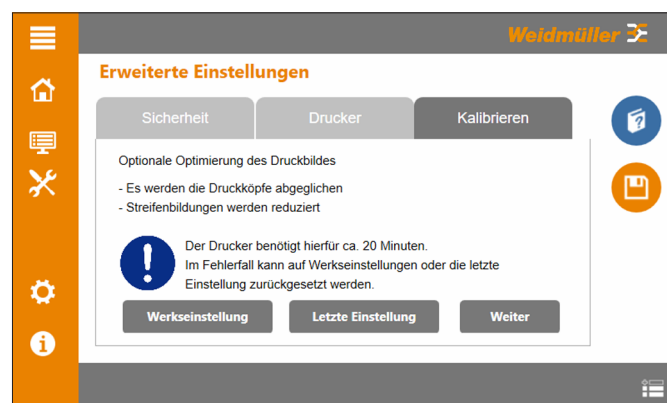 Weidmüller
Erweiterte Einstellungen
Sicherheit
Drucker
Kalibrieren
Optionale Optimierung des Druckbildes
- Es werden die Druckköpfe abgeglichen
- Streifenbildungen werden reduziert
Der Drucker benötigt hierfür ca. 20 Minuten.
Im Fehlerfall kann auf Werkseinstellungen oder die letzte
Einstellung zurückgesetzt werden.
Werkseinstellung
Letzte Einstellung
Weiter